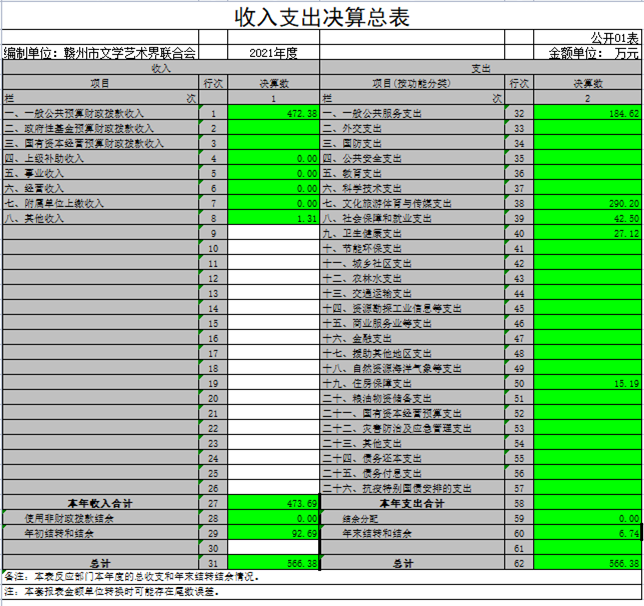 收入支出决算总表
公开01表
编制单位：赣州市文学艺术界联合会 2021年度 金额单位： 万元
收入 支出
项目 行次 决算数 项目(按功能分类) 行次 决算数
栏 次 1 栏 次 2
一、一般公共预算财政拨款收入 1 472.38 一、一般公共服务支出 32 184.62
二、政府性基金预算财政拨款收入 2 二、外交支出 33
三、国有资本经营预算财政拨款收入 3 三、国防支出 34
四、上级补助收入 4 0.00 四、公共安全支出 35
五、事业收入 5 0.00 五、教育支出 36
六、经营收入 6 0.00 六、科学技术支出 37
七、附属单位上缴收入 7 0.00 七、文化旅游体育与传媒支出 38 290.20
八、其他收入 8 1.31 八、社会保障和就业支出 39 42.50
9 九、卫生健康支出 40 27.12
10 十、节能环保支出 41
11 十一、城乡社区支出 42
12 十二、农林水支出 43
13 十三、交通运输支出 44
14 十四、资源勘探工业信息等支出 45
15 十五、商业服务业等支出 46
16 十六、金融支出 47
17 十七、援助其他地区支出 48
18 十八、自然资源海洋气象等支出 49
19 十九、住房保障支出 50 15.19
20 二十、粮油物资储备支出 51
21 二十一、国有资本经营预算支出 52
22 二十二、灾害防治及应急管理支出 53
23 二十三、其他支出 54
24 二十四、债务还本支出 55
25 二十五、债务付息支出 56
26 二十六、抗疫特别国债安排的支出 57
本年收入合计 27 473.69 本年支出合计 58
使用非财政拨款结余 28 0.00 结余分配 59 0.00
年初结转和结余 29 92.69 年末结转和结余 60 6.74
30 61
总计 31 566.38 总计 62 566.38
备注：本表反应部门本年度的总收支和年末结转结余情况。
注：本套报表金额单位转换时可能存在尾数误差。